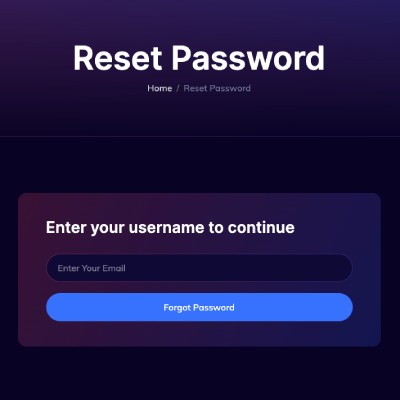 Reset Password
Home / Reset Password
Enter your username to continue
Enter Your Email
Forgot Password